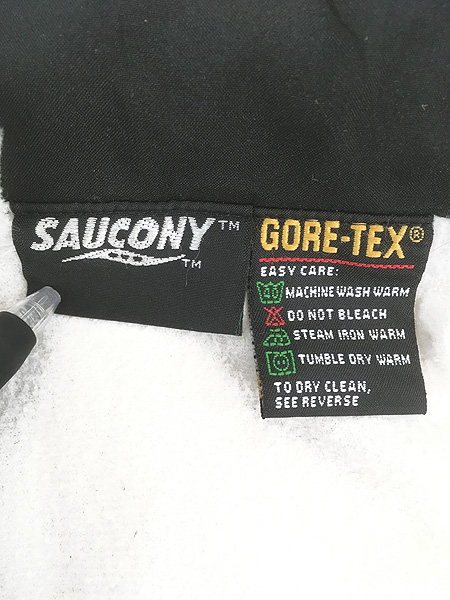 SAUCONY™
™
GORE-TEX®
EASY CARE:
40 MACHINE WASH WARM
DO NOT BLEACH
STEAM IRON WARM
TUMBLE DRY WARM
TO DRY CLEAN,
SEE REVERSE